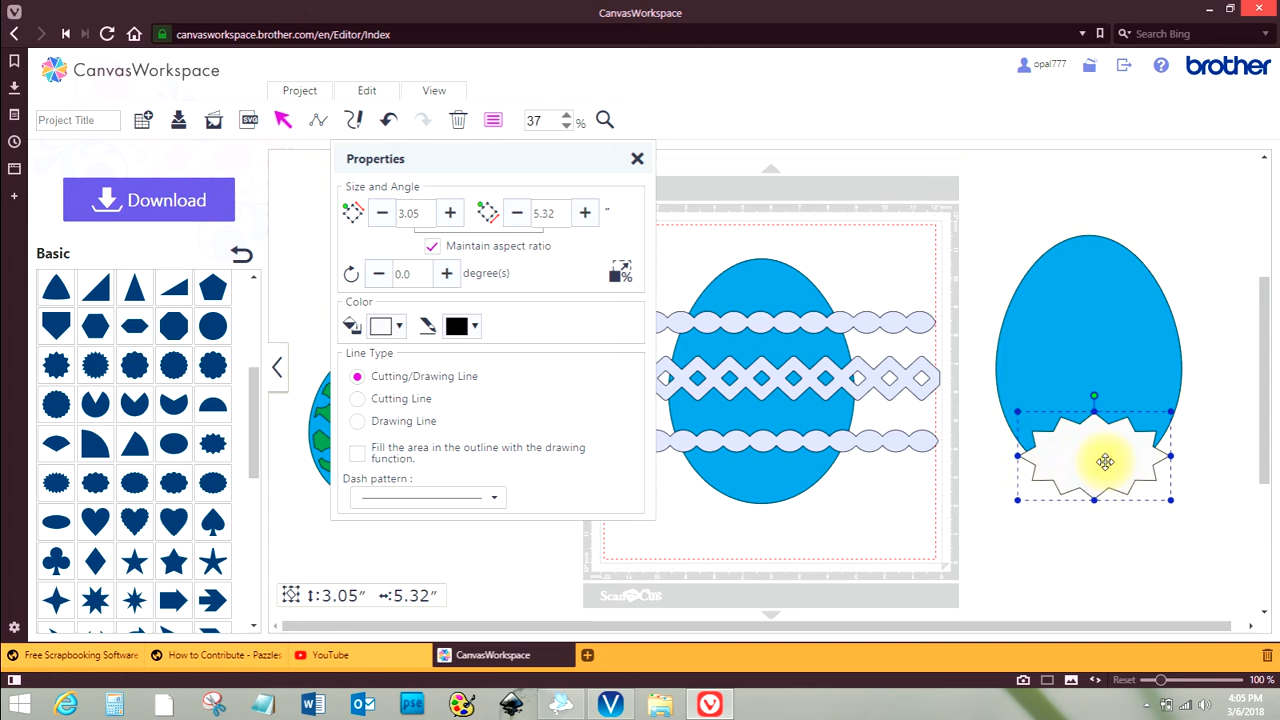 CanvasWorkspace
canvasworkspace.brother.com/en/Editor/Index
Search Bing
CanvasWorkspace
Project
Edit
View
opal777
brother
Project Title
SVG
37
%
Properties
Size and Angle
3.05
5.32
"
Maintain aspect ratio
0.0
degree(s)
%
Color
Line Type
Cutting/Drawing Line
Cutting Line
Drawing Line
Fill the area in the outline with the drawing
function.
Dash pattern :
Download
Basic
3.05"
5.32"
Free Scrapbooking Software
How to Contribute - Pazzles
YouTube
CanvasWorkspace
Reset
100 %
W
pse
4:05 PM
3/6/2018